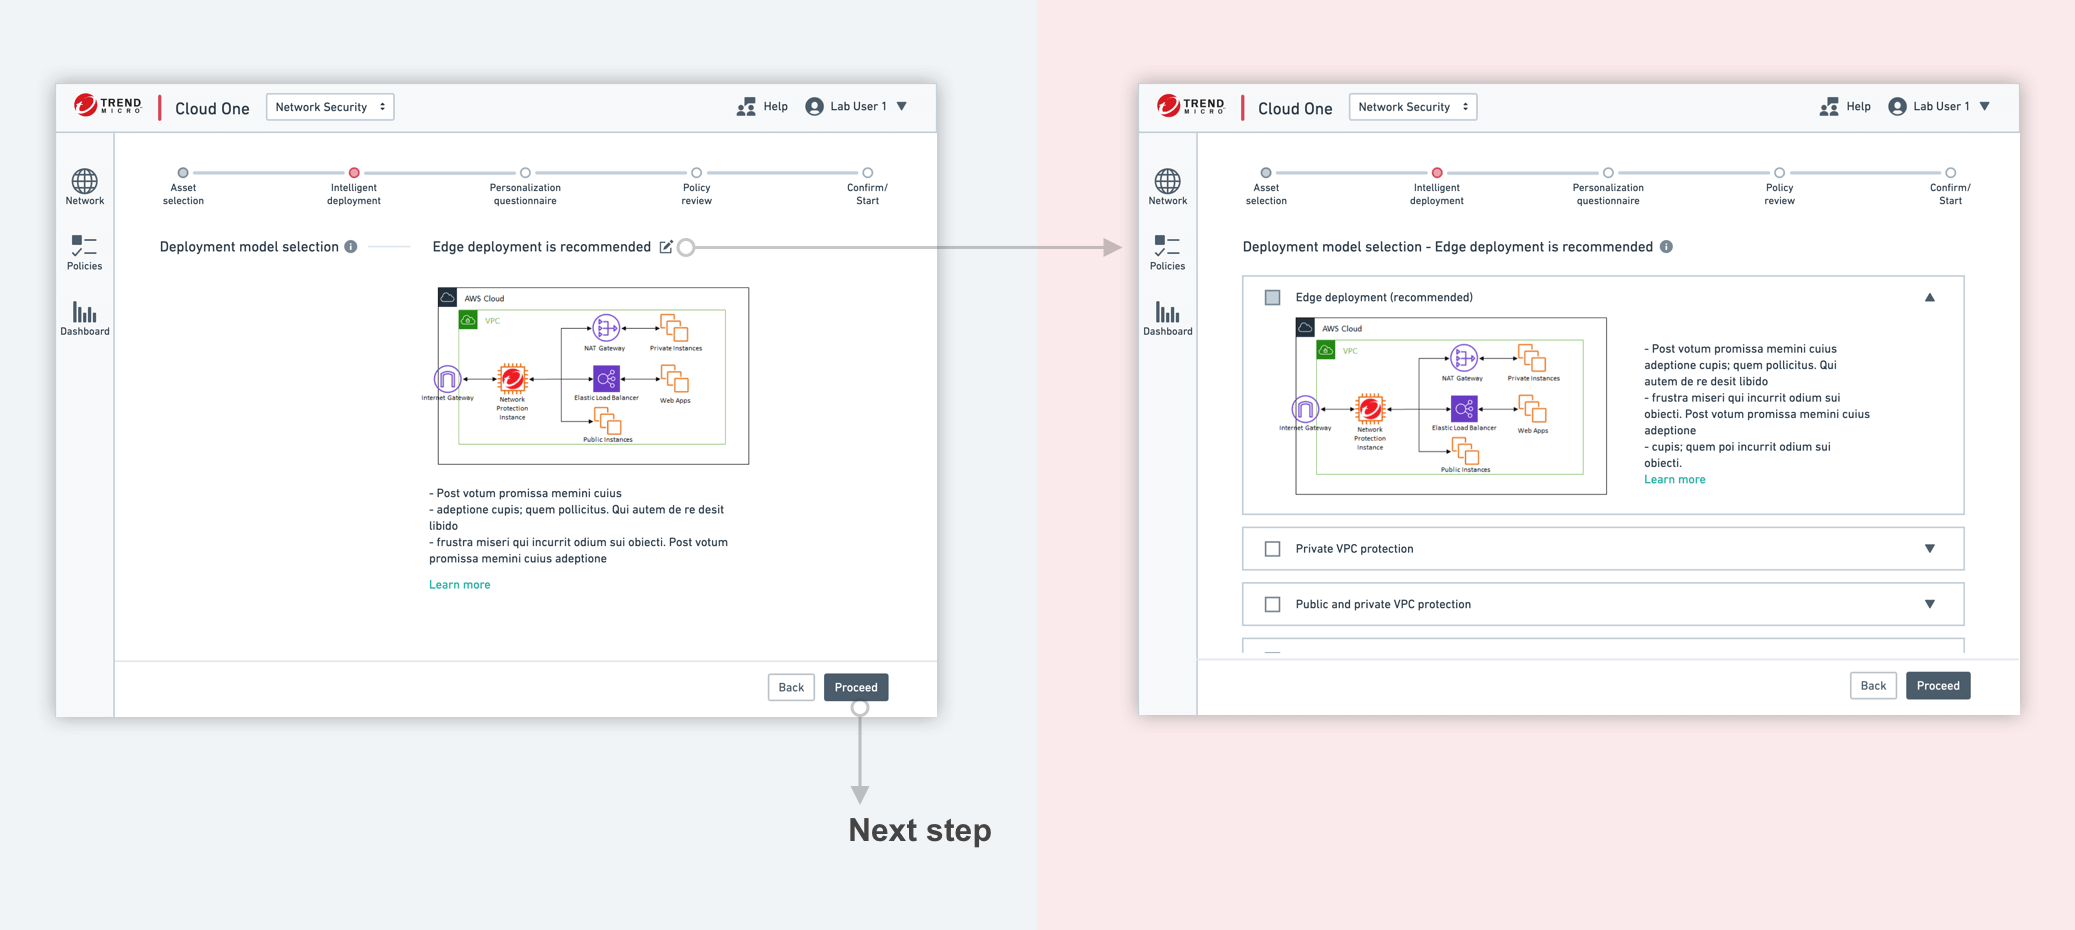 TREND
MICRO
Cloud One
Network Security
Help
Lab User 1
Network
Policies
Dashboard
Asset
selection
Intelligent
deployment
Personalization
questionnaire
Policy
review
Confirm/
Start
Deployment model selection
Edge deployment is recommended
AWS Cloud
VPC
NAT Gateway
Private Instances
Internet Gateway
Network
Protection
Instance
Elastic Load Balancer
Web Apps
Public Instances
- Post votum promissa memini cuius
- adeptione cupis; quem pollicitus. Qui autem de re desit
libido
- frustra miseri qui incurrit odium sui obiecti. Post votum
promissa memini cuius adeptione
Learn more
Back
Proceed
Next step
TREND
MICRO
Cloud One
Network Security
Help
Lab User 1
Network
Policies
Dashboard
Asset
selection
Intelligent
deployment
Personalization
questionnaire
Policy
review
Confirm/
Start
Deployment model selection - Edge deployment is recommended
Edge deployment (recommended)
AWS Cloud
VPC
NAT Gateway
Private Instances
Internet Gateway
Network
Protection
Instance
Elastic Load Balancer
Web Apps
Public Instances
- Post votum promissa memini cuius
adeptione cupis; quem pollicitus. Qui
autem de re desit libido
- frustra miseri qui incurrit odium sui
obiecti. Post votum promissa memini cuius
adeptione
- cupis; quem poi incurrit odium sui
obiecti.
Learn more
Private VPC protection
Public and private VPC protection
Back
Proceed